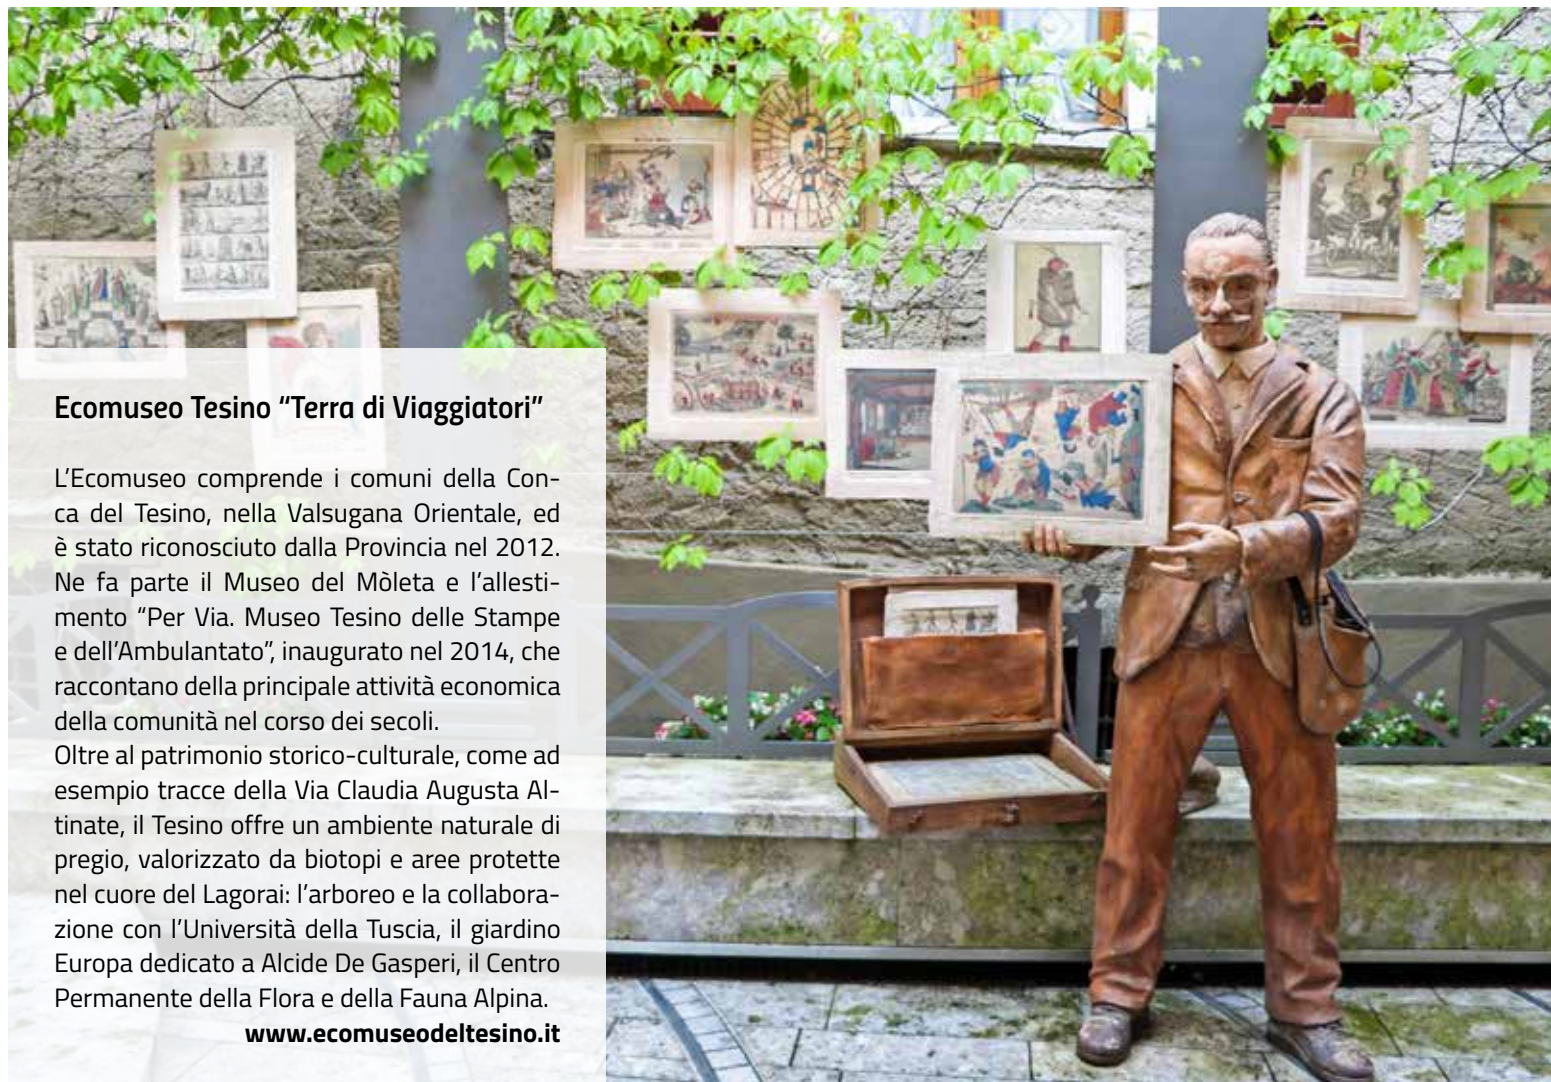 Ecomuseo Tesino “Terra di Viaggiatori”
L’Ecomuseo comprende i comuni della Con-
ca del Tesino, nella Valsugana Orientale, ed
è stato riconosciuto dalla Provincia nel 2012.
Ne fa parte il Museo del Mòleta e l’allesti-
mento “Per Via. Museo Tesino delle Stampe
e dell’Ambulantato”, inaugurato nel 2014, che
raccontano della principale attività economica
della comunità nel corso dei secoli.
Oltre al patrimonio storico-culturale, come ad
esempio tracce della Via Claudia Augusta Al-
tinate, il Tesino offre un ambiente naturale di
pregio, valorizzato da biotopi e aree protette
nel cuore del Lagorai: l’arboreo e la collabora-
zione con l’Università della Tuscia, il giardino
Europa dedicato a Alcide De Gasperi, il Centro
Permanente della Flora e della Fauna Alpina.
www.ecomuseodeltesino.it